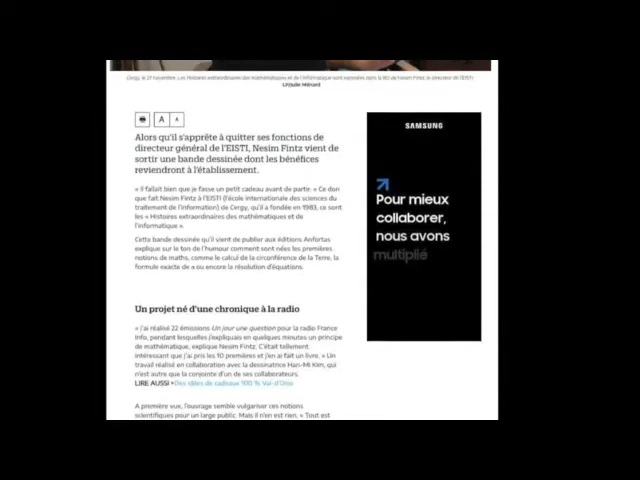 Cergy, le 27 novembre. Les Histoires extraordinaires des mathématiques et de l'informatique sont exposées dans la BD de Nesim Fintz, le directeur de l'EISTI
LP/Julie Ménard
A A
Alors qu'il s'apprête à quitter ses fonctions de
directeur général de l'EISTI, Nesim Fintz vient de
sortir une bande dessinée dont les bénéfices
reviendront à l'établissement.
« Il fallait bien que je fasse un petit cadeau avant de partir. » Ce don
que fait Nesim Fintz à l'EISTI (l'école internationale des sciences du
traitement de l'information) de Cergy, qu'il a fondée en 1983, ce sont
les « Histoires extraordinaires des mathématiques et de
l'informatique ».
Cette bande dessinée qu'il vient de publier aux éditions Anfortas
explique sur le ton de l'humour comment sont nées les premières
notions de maths, comme le calcul de la circonférence de la Terre, la
formule exacte de « ou encore la résolution d'équations.
Un projet né d'une chronique à la radio
« J'ai réalisé 22 émissions Un jour une question pour la radio France
Info, pendant lesquelles j'expliquais en quelques minutes un principe
de mathématique, explique Nesim Fintz. C'était tellement
intéressant que j'ai pris les 10 premières et j'en ai fait un livre. » Un
travail réalisé en collaboration avec la dessinatrice Han-Mi Kim, qui
n'est autre que la conjointe d'un de ses collaborateurs.
LIRE AUSSI >Des idées de cadeaux 100 % Val-d'Oise
A première vue, l'ouvrage semble vulgariser ces notions
scientifiques pour un large public. Mais il n'en est rien. « Tout est
SAMSUNG
Pour mieux
collaborer,
nous avons
multiplié